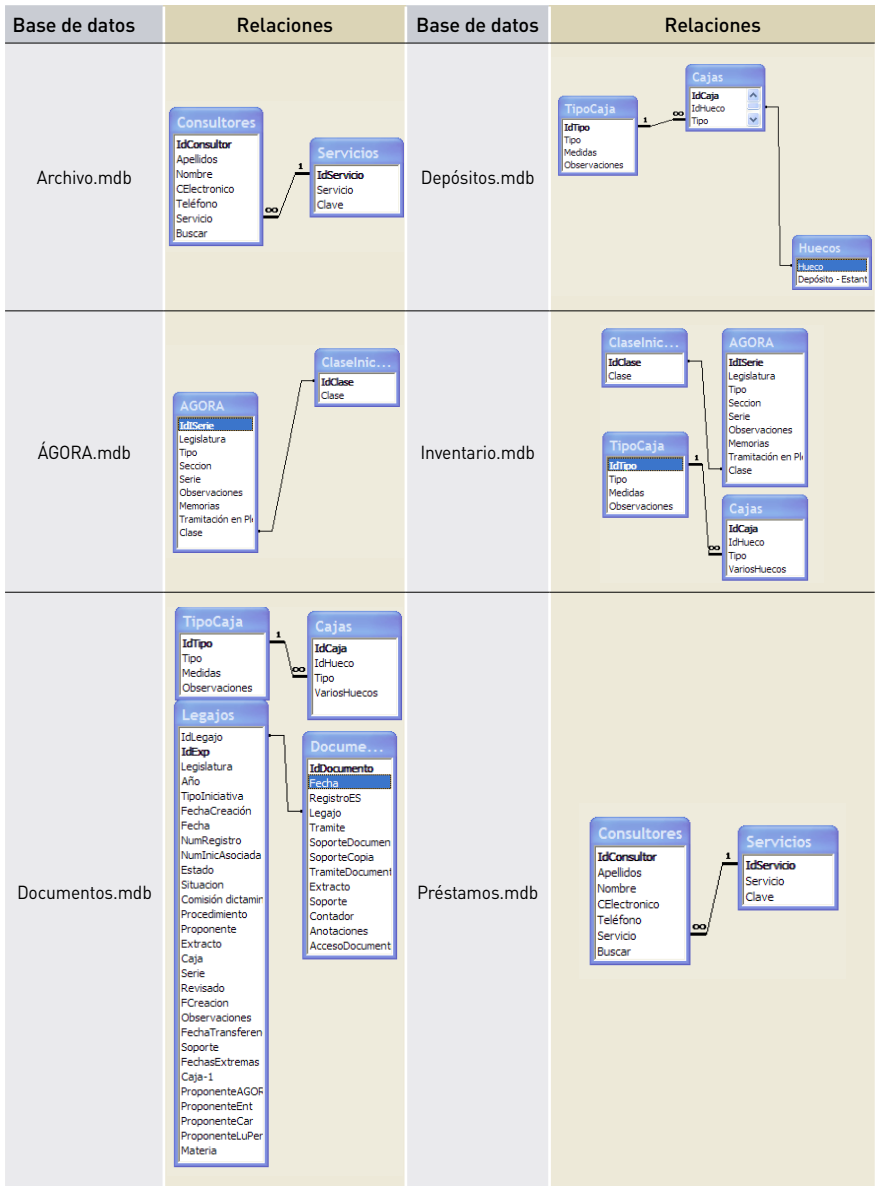 Base de datos
Relaciones
Base de datos
Relaciones
Archivo.mdb
Consultores
IdConsultor
Apellidos
Nombre
CElectronico
Teléfono
Servicio
Buscar
1
∞
Servicios
IdServicio
Servicio
Clave
Depósitos.mdb
TipoCaja
IdTipo
Tipo
Medidas
Observaciones
1
∞
Cajas
IdCaja
IdHueco
Tipo
Huecos
Hueco
Depósito - Estant
ÁGORA.mdb
AGORA
IdISerie
Legislatura
Tipo
Seccion
Serie
Observaciones
Memorias
Tramitación en Pl
Clase
ClaseInic...
IdClase
Clase
Inventario.mdb
ClaseInic...
IdClase
Clase
AGORA
IdISerie
Legislatura
Tipo
Seccion
Serie
Observaciones
Memorias
Tramitación en Pl
Clase
TipoCaja
IdTipo
Tipo
Medidas
Observaciones
1
∞
Cajas
IdCaja
IdHueco
Tipo
VariosHuecos
Documentos.mdb
TipoCaja
IdTipo
Tipo
Medidas
Observaciones
1
∞
Cajas
IdCaja
IdHueco
Tipo
VariosHuecos
Legajos
IdLegajo
IdExp
Legislatura
Año
TipoIniciativa
FechaCreación
Fecha
NumRegistro
NumInicAsociada
Estado
Situacion
Comisión dictamin
Procedimiento
Proponente
Extracto
Caja
Serie
Revisado
FCreacion
Observaciones
FechaTransferen
Soporte
FechasExtremas
Caja-1
ProponenteAGOR
ProponenteEnt
ProponenteCar
ProponenteLuPer
Materia
Docume...
IdDocumento
Fecha
RegistroES
Legajo
Tramite
SoporteDocumen
SoporteCopia
TramiteDocument
Extracto
Soporte
Contador
Anotaciones
AccesoDocument
Préstamos.mdb
Consultores
IdConsultor
Apellidos
Nombre
CElectronico
Teléfono
Servicio
Buscar
1
∞
Servicios
IdServicio
Servicio
Clave